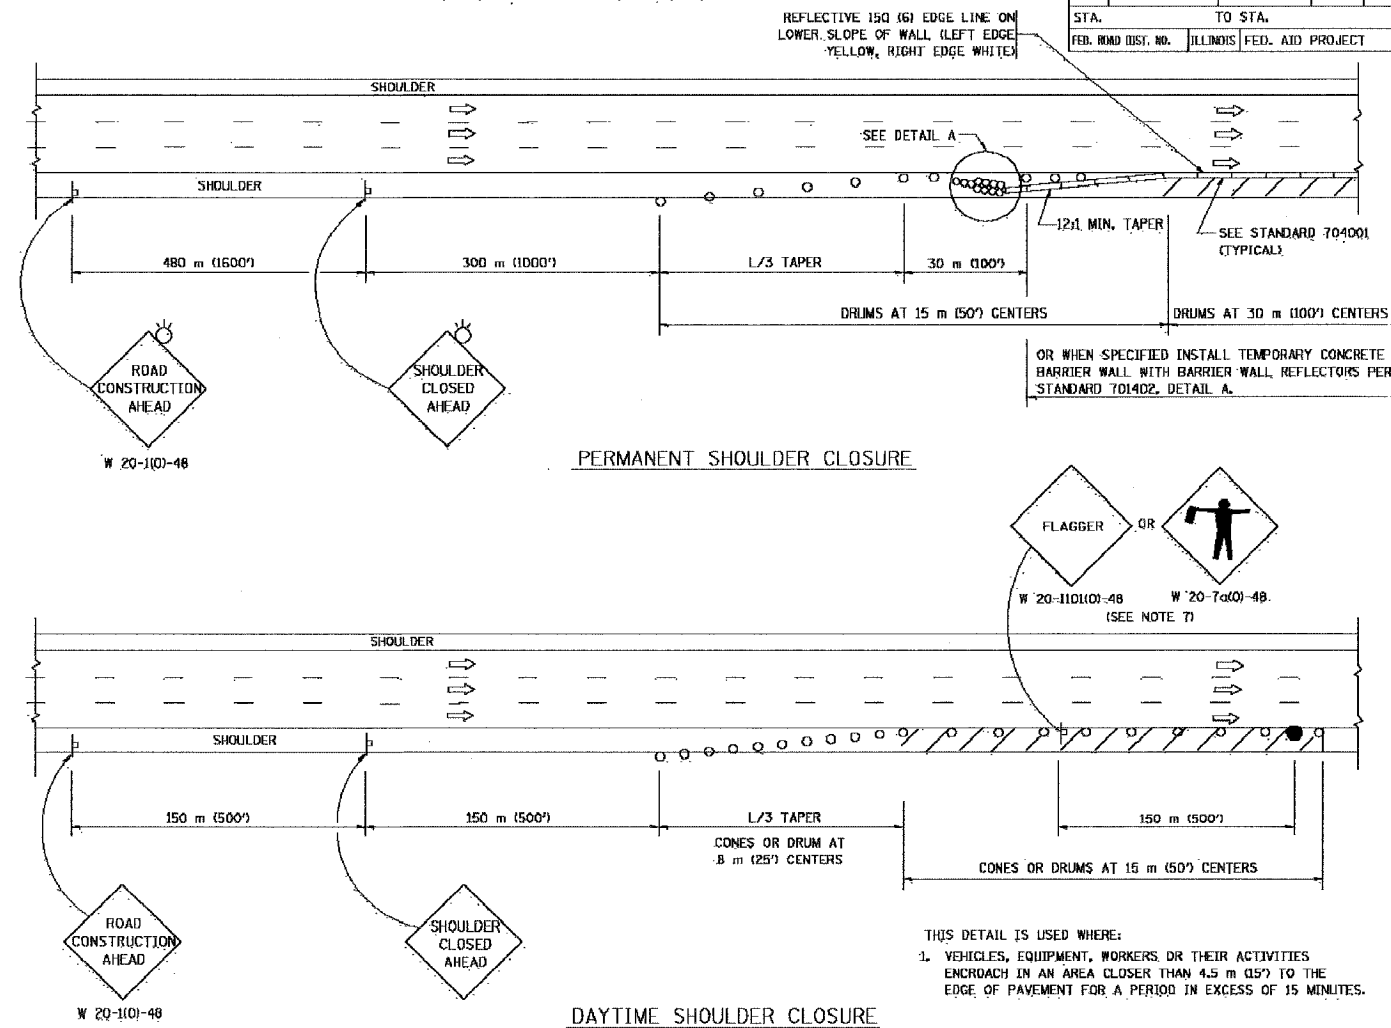 REFLECTIVE 150 (6) EDGE LINE ON
LOWER SLOPE OF WALL (LEFT EDGE
YELLOW, RIGHT EDGE WHITE)
STA. TO STA.
FED. ROAD DIST. NO. ILLINOIS FED. AID PROJECT
SHOULDER
SEE DETAIL A
SHOULDER
12:1 MIN. TAPER
SEE STANDARD 704001
(TYPICAL)
480 m (1600')
300 m (1000')
L/3 TAPER
30 m (100')
DRUMS AT 15 m (50') CENTERS
DRUMS AT 30 m (100') CENTERS
OR WHEN SPECIFIED INSTALL TEMPORARY CONCRETE
BARRIER WALL WITH BARRIER WALL REFLECTORS PER
STANDARD 701402, DETAIL A.
ROAD
CONSTRUCTION
AHEAD
W 20-1(O)-48
SHOULDER
CLOSED
AHEAD
PERMANENT SHOULDER CLOSURE
FLAGGER
OR
W 20-1101(O)-48
W 20-7a(O)-48
(SEE NOTE 7)
SHOULDER
SHOULDER
150 m (500')
150 m (500')
L/3 TAPER
CONES OR DRUM AT
8 m (25') CENTERS
150 m (500')
CONES OR DRUMS AT 15 m (50') CENTERS
ROAD
CONSTRUCTION
AHEAD
W 20-1(O)-48
SHOULDER
CLOSED
AHEAD
THIS DETAIL IS USED WHERE:
1. VEHICLES, EQUIPMENT, WORKERS OR THEIR ACTIVITIES
ENCROACH IN AN AREA CLOSER THAN 4.5 m (15') TO THE
EDGE OF PAVEMENT FOR A PERIOD IN EXCESS OF 15 MINUTES.
DAYTIME SHOULDER CLOSURE